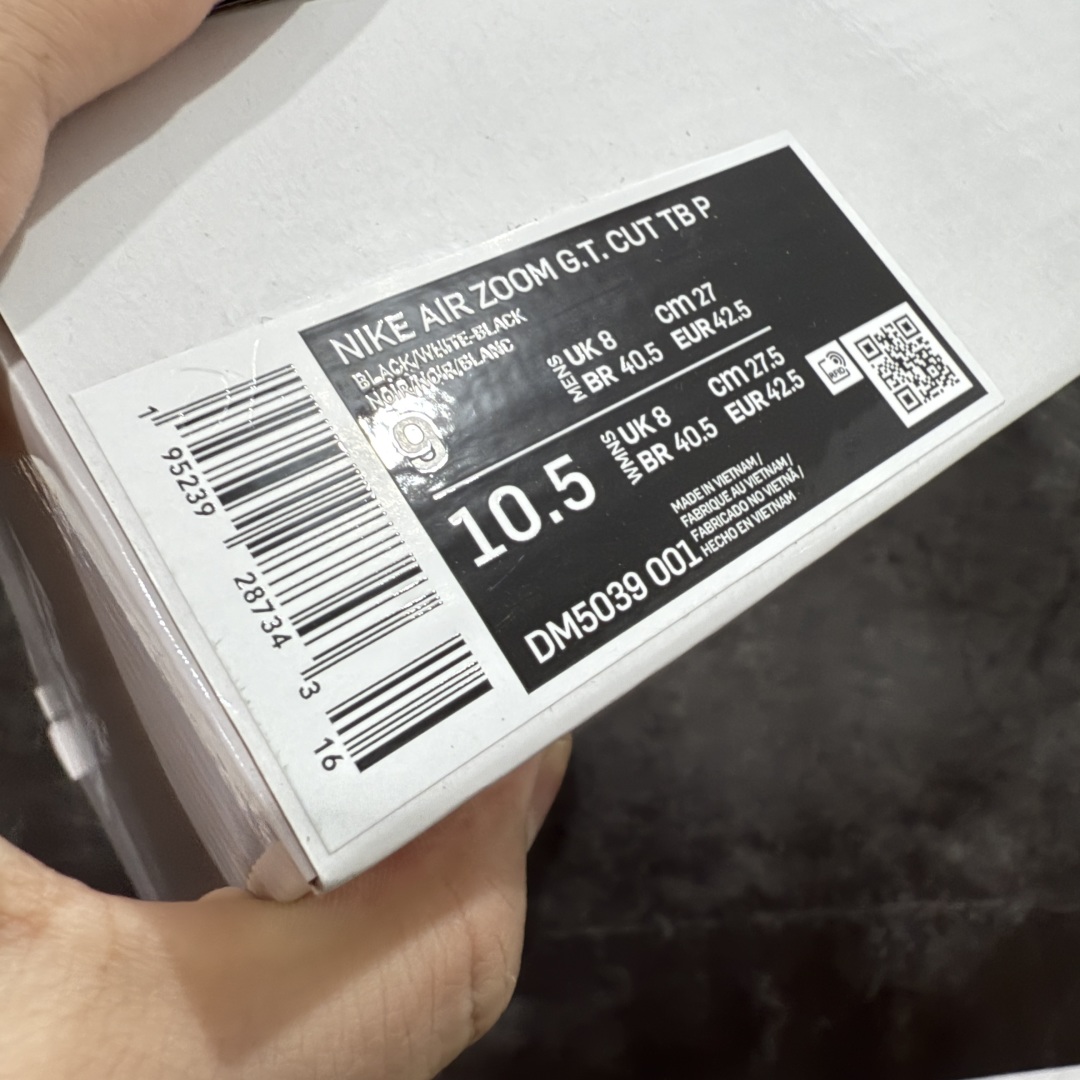 NIKE AIR ZOOM G.T. CUT TB P
BLACK/WHITE-BLACK
NOIR/NOIR/BLANC
9
MENS
UK 8
cm 27
BR 40.5
EUR 42.5
10.5
WMNS
UK 8
cm 27.5
BR 40.5
EUR 42.5
RFID
DM5039 001
MADE IN VIETNAM/
FABRIQUE AU VIETNAM/
FABRICADO NO VIETNÃ/
HECHO EN VIETNAM
1 95239 28734 3
16